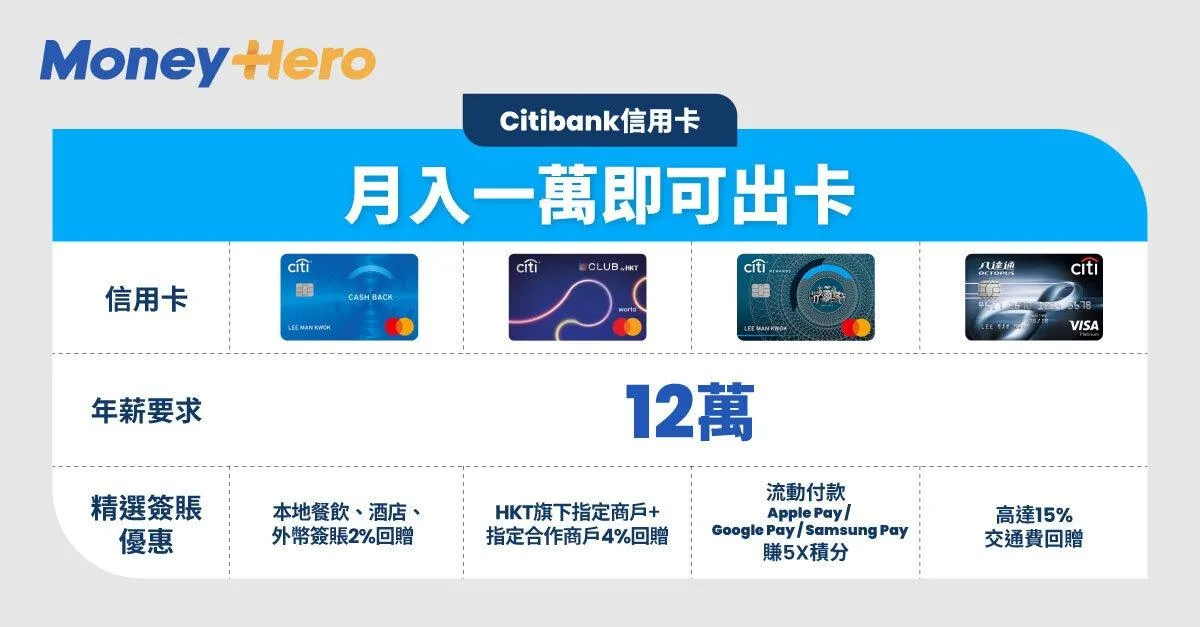 Money Hero
Citibank信用卡
月入一萬即可出卡
信用卡
citi
CASH BACK
LEE MAN KWOK
citi
CLUB by HKT
world
citi REWARDS
LEE MAN KWOK
八達通
OCTOPUS
citi
LEE MAN KWOK
VISA
Platinum
年薪要求
12萬
精選簽賬
優惠
本地餐飲、酒店、
外幣簽賬2%回贈
HKT旗下指定商戶+
指定合作商戶4%回贈
流動付款
Apple Pay /
Google Pay / Samsung Pay
賺5X積分
高達15%
交通費回贈